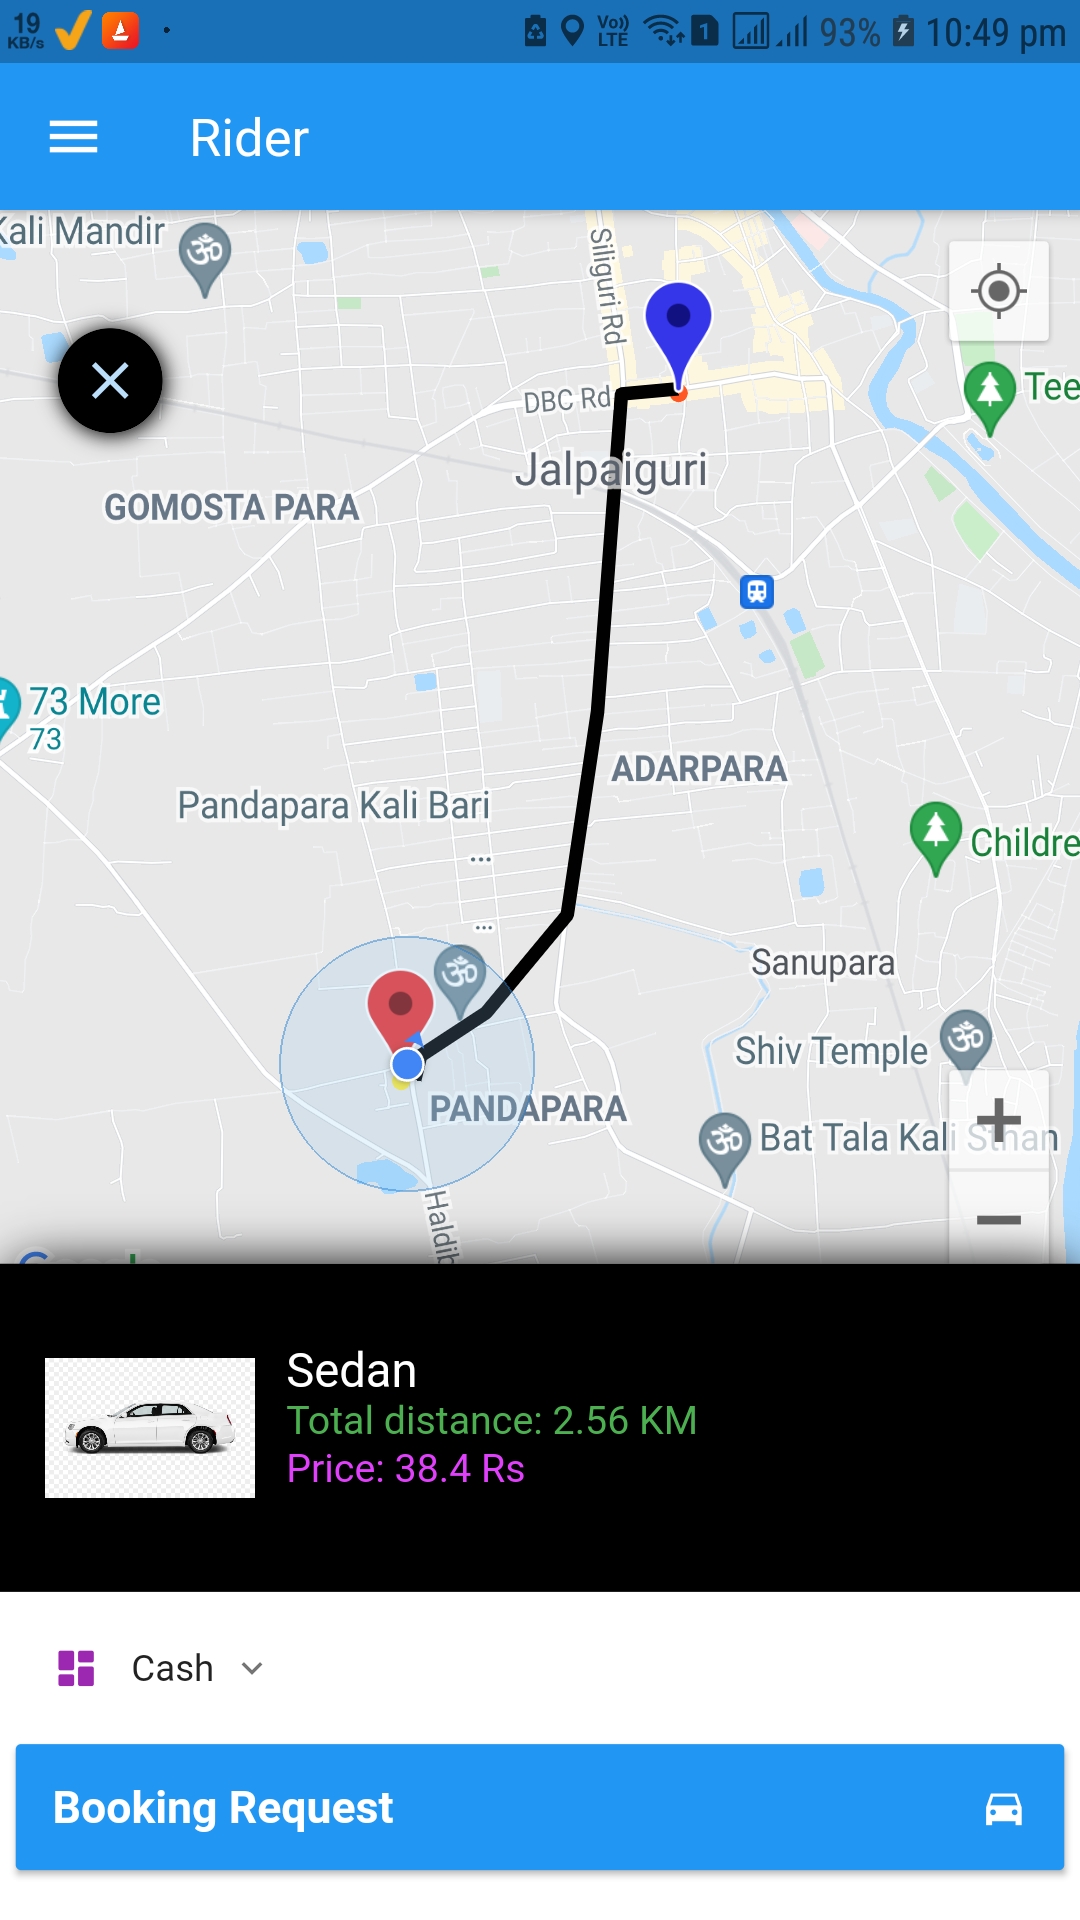 19
KB/s
Vo))
LTE
1
93%
10:49 pm
Rider
Kali Mandir
Siliguri Rd
DBC Rd
Tee
Jalpaiguri
GOMOSTA PARA
73 More
73
ADARPARA
Pandapara Kali Bari
Childre
...
...
Sanupara
Shiv Temple
PANDAPARA
Bat Tala Kali Sthan
Haldib
Sedan
Total distance: 2.56 KM
Price: 38.4 Rs
Cash
Booking Request